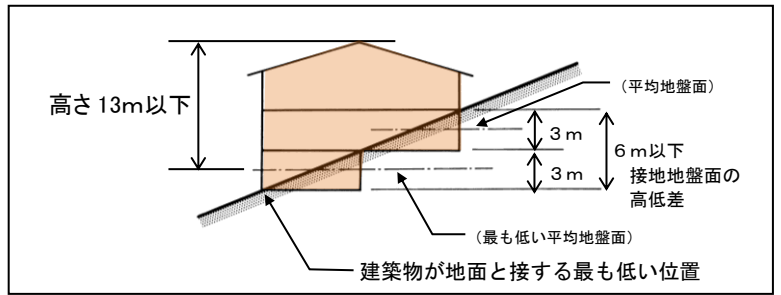 高さ13m以下
（平均地盤面）
3ｍ
3ｍ
６ｍ以下
接地地盤面の
高低差
（最も低い平均地盤面）
建築物が地面と接する最も低い位置